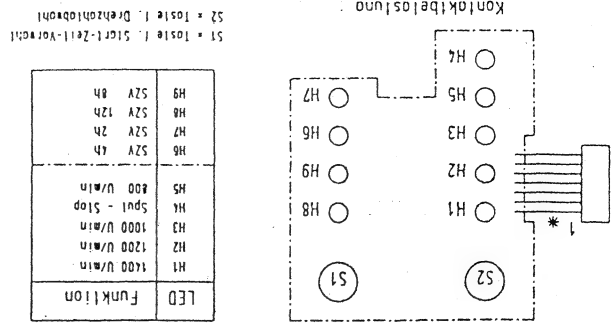 S2 S1
1 *
H1 H8
H2 H9
H3 H6
H5 H7
H4
Kontaktbelastung
LED Funktion
H1 1400 U/min
H2 1200 U/min
H3 1000 U/min
H4 Spul - Stop
H5 800 U/min
H6 SZV 4h
H7 SZV 2h
H8 SZV 12h
H9 SZV 8h
S1 = Taste f. Start-Zeit-Vorwahl
S2 = Taste f. Drehzahlabwahl